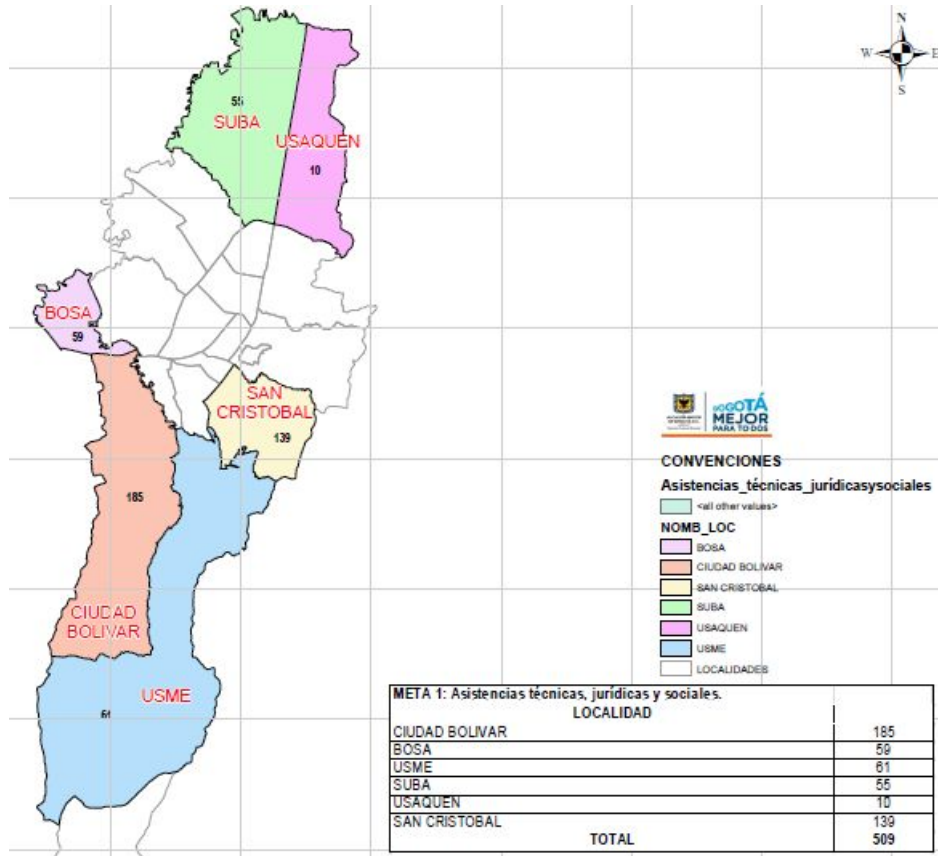 N
W E
S
55
SUBA
USAQUEN
10
BOSA
59
SAN
CRISTOBAL
139
185
CIUDAD
BOLIVAR
USME
61
BOGOTÁ
MEJOR
PARA TODOS
CONVENCIONES
Asistencias_técnicas_jurídicasysociales
<all other values>
NOMB_LOC
BOSA
CIUDAD BOLIVAR
SAN CRISTOBAL
SUBA
USAQUEN
USME
LOCALIDADES
META 1: Asistencias técnicas, jurídicas y sociales.
LOCALIDAD
CIUDAD BOLIVAR 185
BOSA 59
USME 61
SUBA 55
USAQUEN 10
SAN CRISTOBAL 139
TOTAL 509